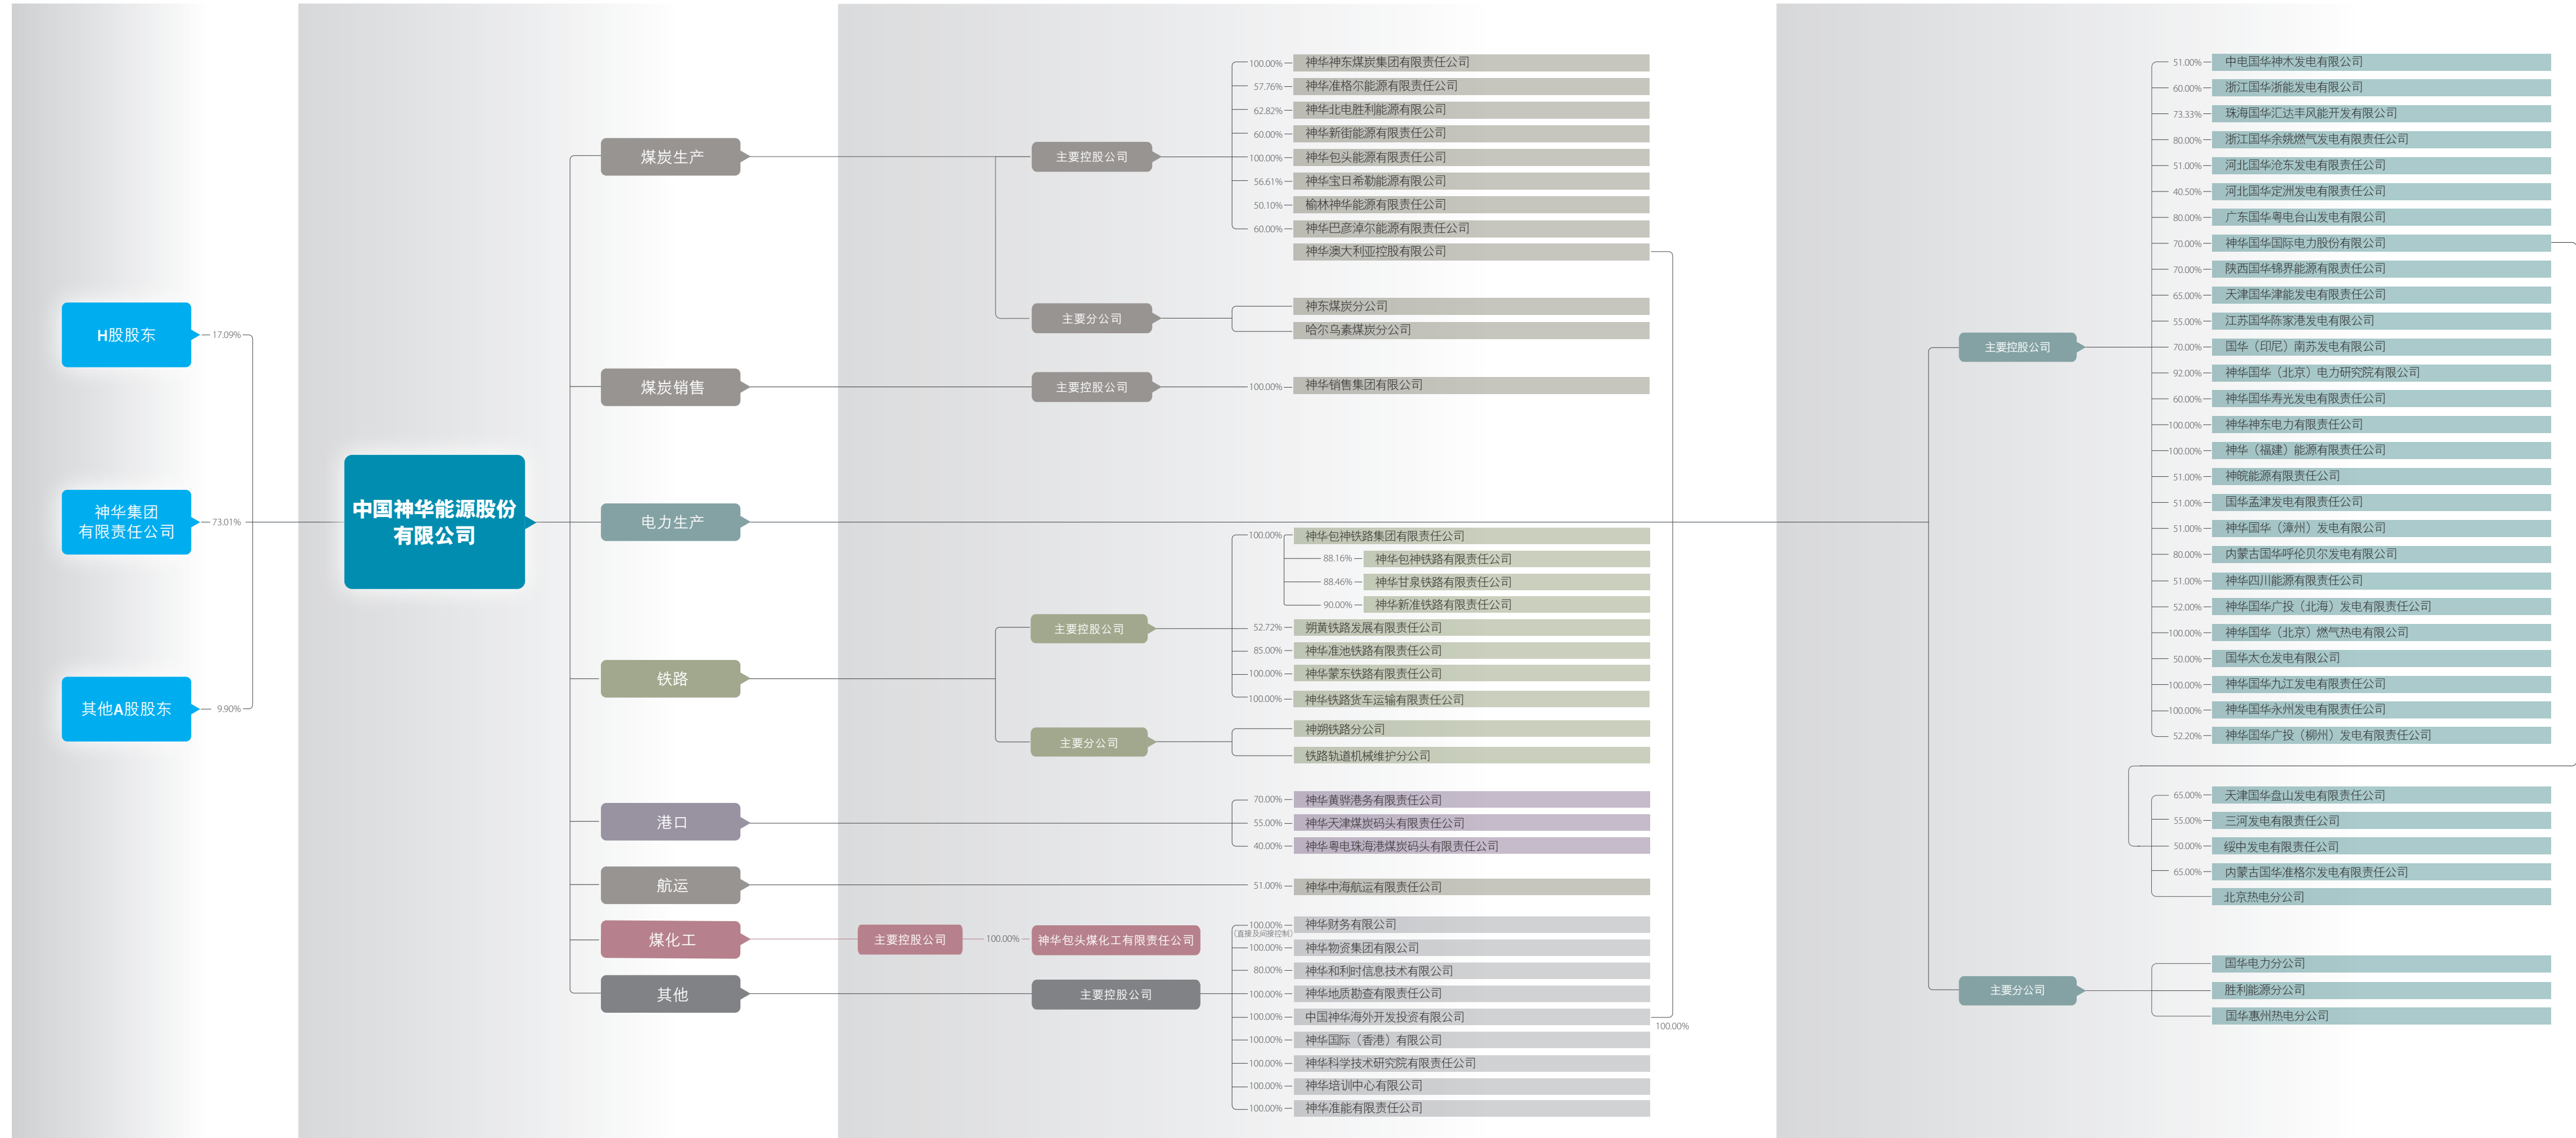 H股股东
17.09%
神华集团
有限责任公司
73.01%
其他A股股东
9.90%
中国神华能源股份
有限公司
煤炭生产
主要控股公司
100.00% 神华神东煤炭集团有限责任公司
57.76% 神华准格尔能源有限责任公司
62.82% 神华北电胜利能源有限公司
60.00% 神华新街能源有限责任公司
100.00% 神华包头能源有限责任公司
56.61% 神华宝日希勒能源有限公司
50.10% 榆林神华能源有限责任公司
60.00% 神华巴彦淖尔能源有限责任公司
神华澳大利亚控股有限公司
主要分公司
神东煤炭分公司
哈尔乌素煤炭分公司
煤炭销售
主要控股公司
100.00% 神华销售集团有限公司
电力生产
铁路
主要控股公司
100.00% 神华包神铁路集团有限责任公司
88.16% 神华包神铁路有限责任公司
88.46% 神华甘泉铁路有限责任公司
90.00% 神华新准铁路有限责任公司
52.72% 朔黄铁路发展有限责任公司
85.00% 神华准池铁路有限责任公司
100.00% 神华蒙东铁路有限责任公司
100.00% 神华铁路货车运输有限责任公司
主要分公司
神朔铁路分公司
铁路轨道机械维护分公司
港口
70.00% 神华黄骅港务有限责任公司
55.00% 神华天津煤炭码头有限责任公司
40.00% 神华粤电珠海港煤炭码头有限责任公司
航运
51.00% 神华中海航运有限责任公司
煤化工
主要控股公司
100.00%
神华包头煤化工有限责任公司
其他
主要控股公司
100.00% 神华财务有限公司
(直接及间接控制)
100.00% 神华物资集团有限公司
80.00% 神华和利时信息技术有限公司
100.00% 神华地质勘查有限责任公司
100.00% 中国神华海外开发投资有限公司
100.00%
100.00% 神华国际（香港）有限公司
100.00% 神华科学技术研究院有限责任公司
100.00% 神华培训中心有限公司
100.00% 神华准能有限责任公司
主要控股公司
51.00% 中电国华神木发电有限公司
60.00% 浙江国华浙能发电有限公司
73.33% 珠海国华汇达丰风能开发有限公司
80.00% 浙江国华余姚燃气发电有限责任公司
51.00% 河北国华沧东发电有限责任公司
40.50% 河北国华定洲发电有限责任公司
80.00% 广东国华粤电台山发电有限公司
70.00% 神华国华国际电力股份有限公司
70.00% 陕西国华锦界能源有限责任公司
65.00% 天津国华津能发电有限责任公司
55.00% 江苏国华陈家港发电有限公司
70.00% 国华（印尼）南苏发电有限公司
92.00% 神华国华（北京）电力研究院有限公司
60.00% 神华国华寿光发电有限责任公司
100.00% 神华神东电力有限责任公司
100.00% 神华（福建）能源有限责任公司
51.00% 神皖能源有限责任公司
51.00% 国华孟津发电有限责任公司
51.00% 神华国华（漳州）发电有限公司
80.00% 内蒙古国华呼伦贝尔发电有限公司
51.00% 神华四川能源有限责任公司
52.00% 神华国华广投（北海）发电有限责任公司
100.00% 神华国华（北京）燃气热电有限公司
50.00% 国华太仓发电有限公司
100.00% 神华国华九江发电有限责任公司
100.00% 神华国华永州发电有限责任公司
52.20% 神华国华广投（柳州）发电有限责任公司
65.00% 天津国华盘山发电有限责任公司
55.00% 三河发电有限责任公司
50.00% 绥中发电有限责任公司
65.00% 内蒙古国华准格尔发电有限责任公司
北京热电分公司
主要分公司
国华电力分公司
胜利能源分公司
国华惠州热电分公司